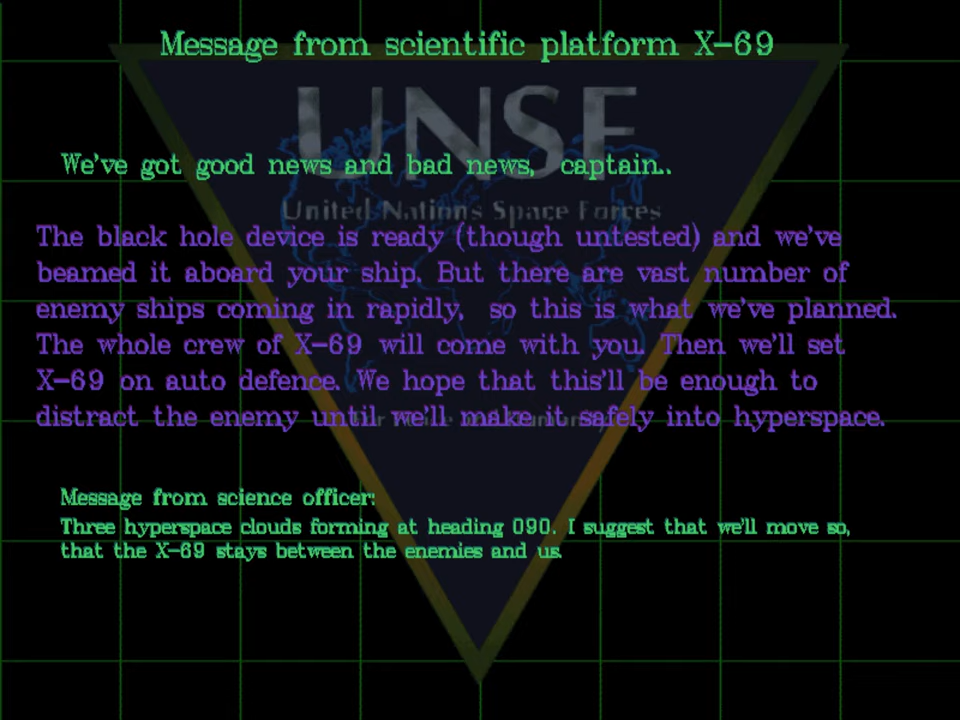 Message from scientific platform X-69
UNSF
We've got good news and bad news, captain..
United Nations Space Forces
The black hole device is ready (though untested) and we've
beamed it aboard your ship. But there are vast number of
enemy ships coming in rapidly, so this is what we've planned.
The whole crew of X-69 will come with you. Then we'll set
X-69 on auto defence. We hope that this'll be enough to
distract the enemy until we'll make it safely into hyperspace.
Message from science officer:
Three hyperspace clouds forming at heading 090. I suggest that we'll move so,
that the X-69 stays between the enemies and us.